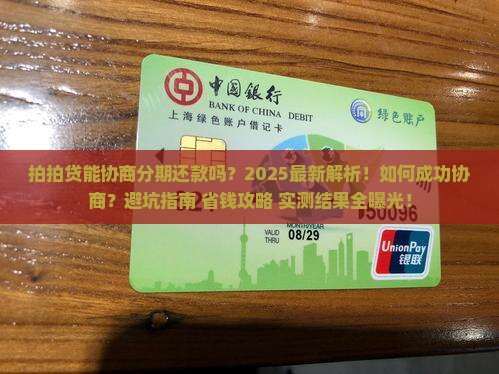 中国银行
BANK OF CHINA DEBIT
上海绿色账户借记卡
绿色账户
拍拍贷能协商分期还款吗？2025最新解析！如何成功协
商？避坑指南 省钱攻略 实测结果全曝光！
6241
50096
MONTH/YEAR
VALID THRU 08/29
UnionPay
银联